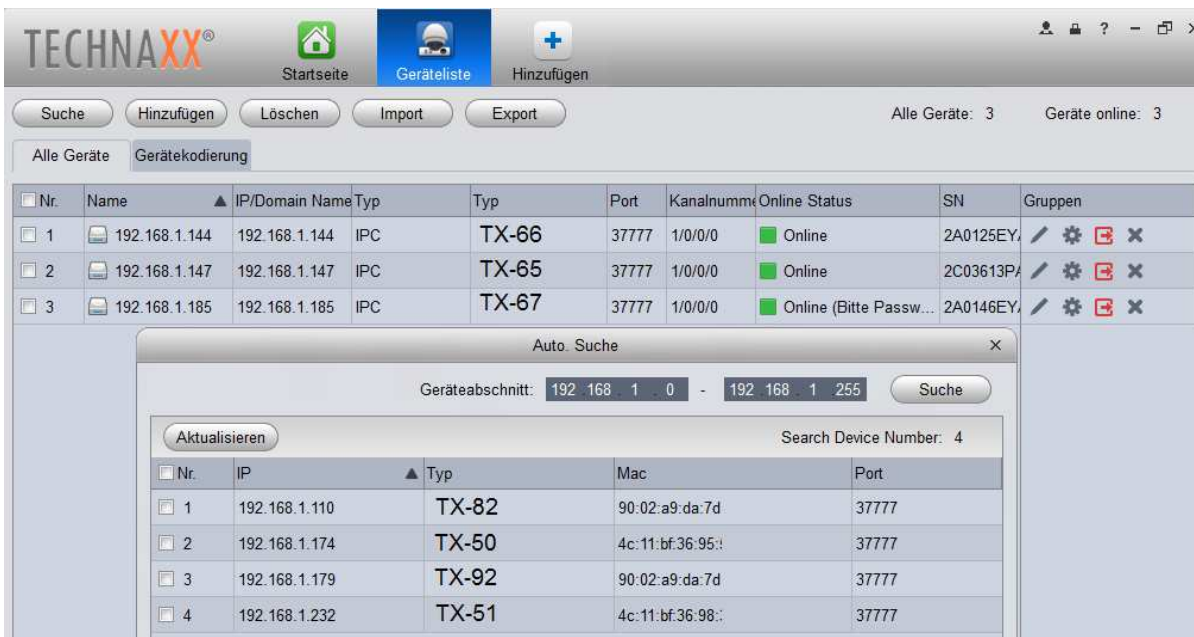 TECHNAXX®
Startseite Geräteliste Hinzufügen ?
Suche Hinzufügen Löschen Import Export Alle Geräte: 3 Geräte online: 3
Alle Geräte Gerätekodierung
Nr. Name IP/Domain Name Typ Typ Port Kanalnumme Online Status SN Gruppen
1 192.168.1.144 192.168.1.144 IPC TX-66 37777 1/0/0/0 Online 2A0125EY
2 192.168.1.147 192.168.1.147 IPC TX-65 37777 1/0/0/0 Online 2C03613P
3 192.168.1.185 192.168.1.185 IPC TX-67 37777 1/0/0/0 Online (Bitte Passw... 2A0146EY
Auto. Suche
Geräteabschnitt: 192 .168 . 1 . 0 - 192 .168 . 1 .255 Suche
Aktualisieren Search Device Number: 4
Nr. IP Typ Mac Port
1 192.168.1.110 TX-82 90:02:a9:da:7d 37777
2 192.168.1.174 TX-50 4c:11:bf:36:95: 37777
3 192.168.1.179 TX-92 90:02:a9:da:7d 37777
4 192.168.1.232 TX-51 4c:11:bf:36:98: 37777